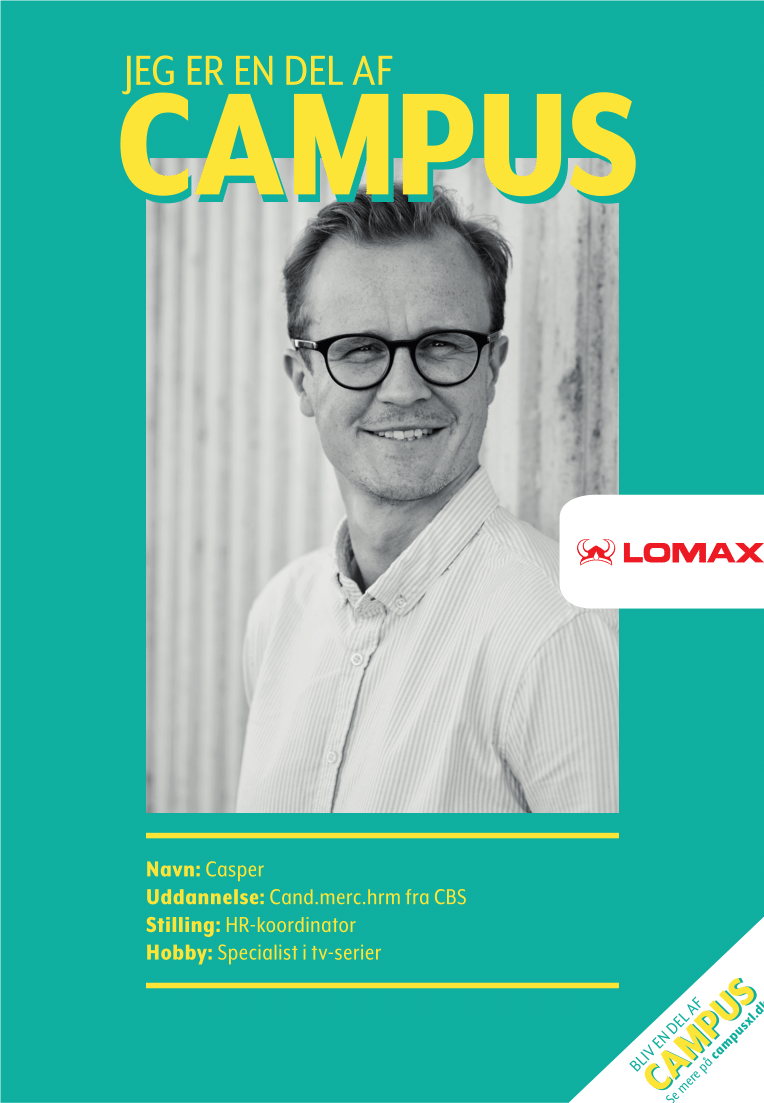 JEG ER EN DEL AF
CAMPUS
LOMAX
Navn: Casper
Uddannelse: Cand.merc.hrm fra CBS
Stilling: HR-koordinator
Hobby: Specialist i tv-serier
BLIV EN DEL AF
CAMPUS
Se mere på campusxl.dk